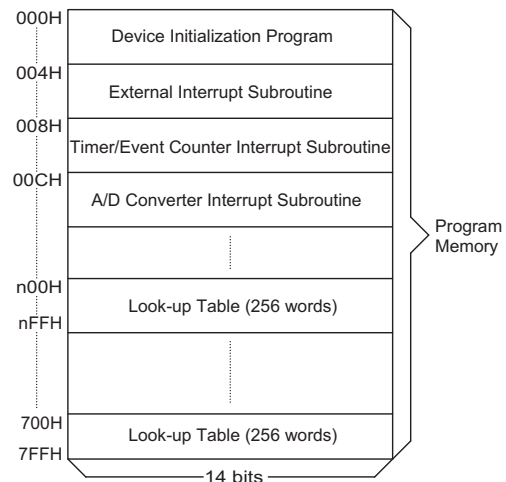 000H
Device Initialization Program
004H
External Interrupt Subroutine
008H
Timer/Event Counter Interrupt Subroutine
00CH
A/D Converter Interrupt Subroutine
Program
Memory
n00H
Look-up Table (256 words)
nFFH
700H
Look-up Table (256 words)
7FFH
14 bits